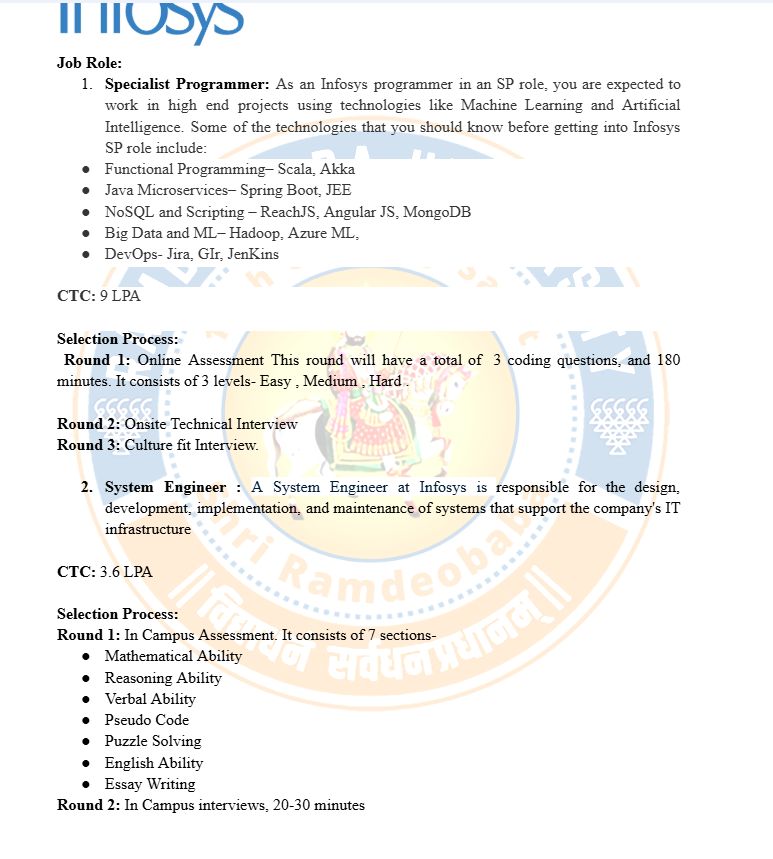 Infosys
Job Role:
1. Specialist Programmer: As an Infosys programmer in an SP role, you are expected to
work in high end projects using technologies like Machine Learning and Artificial
Intelligence. Some of the technologies that you should know before getting into Infosys
SP role include:
● Functional Programming– Scala, Akka
● Java Microservices– Spring Boot, JEE
● NoSQL and Scripting – ReachJS, Angular JS, MongoDB
● Big Data and ML– Hadoop, Azure ML,
● DevOps- Jira, GIr, JenKins
CTC: 9 LPA
Selection Process:
Round 1: Online Assessment This round will have a total of 3 coding questions, and 180
minutes. It consists of 3 levels- Easy , Medium , Hard .
Round 2: Onsite Technical Interview
Round 3: Culture fit Interview.
2. System Engineer : A System Engineer at Infosys is responsible for the design,
development, implementation, and maintenance of systems that support the company's IT
infrastructure
CTC: 3.6 LPA
Selection Process:
Round 1: In Campus Assessment. It consists of 7 sections-
● Mathematical Ability
● Reasoning Ability
● Verbal Ability
● Pseudo Code
● Puzzle Solving
● English Ability
● Essay Writing
Round 2: In Campus interviews, 20-30 minutes
Shri Ramdeobaba
॥ विद्याधनं सर्वधनप्रधानम् ॥